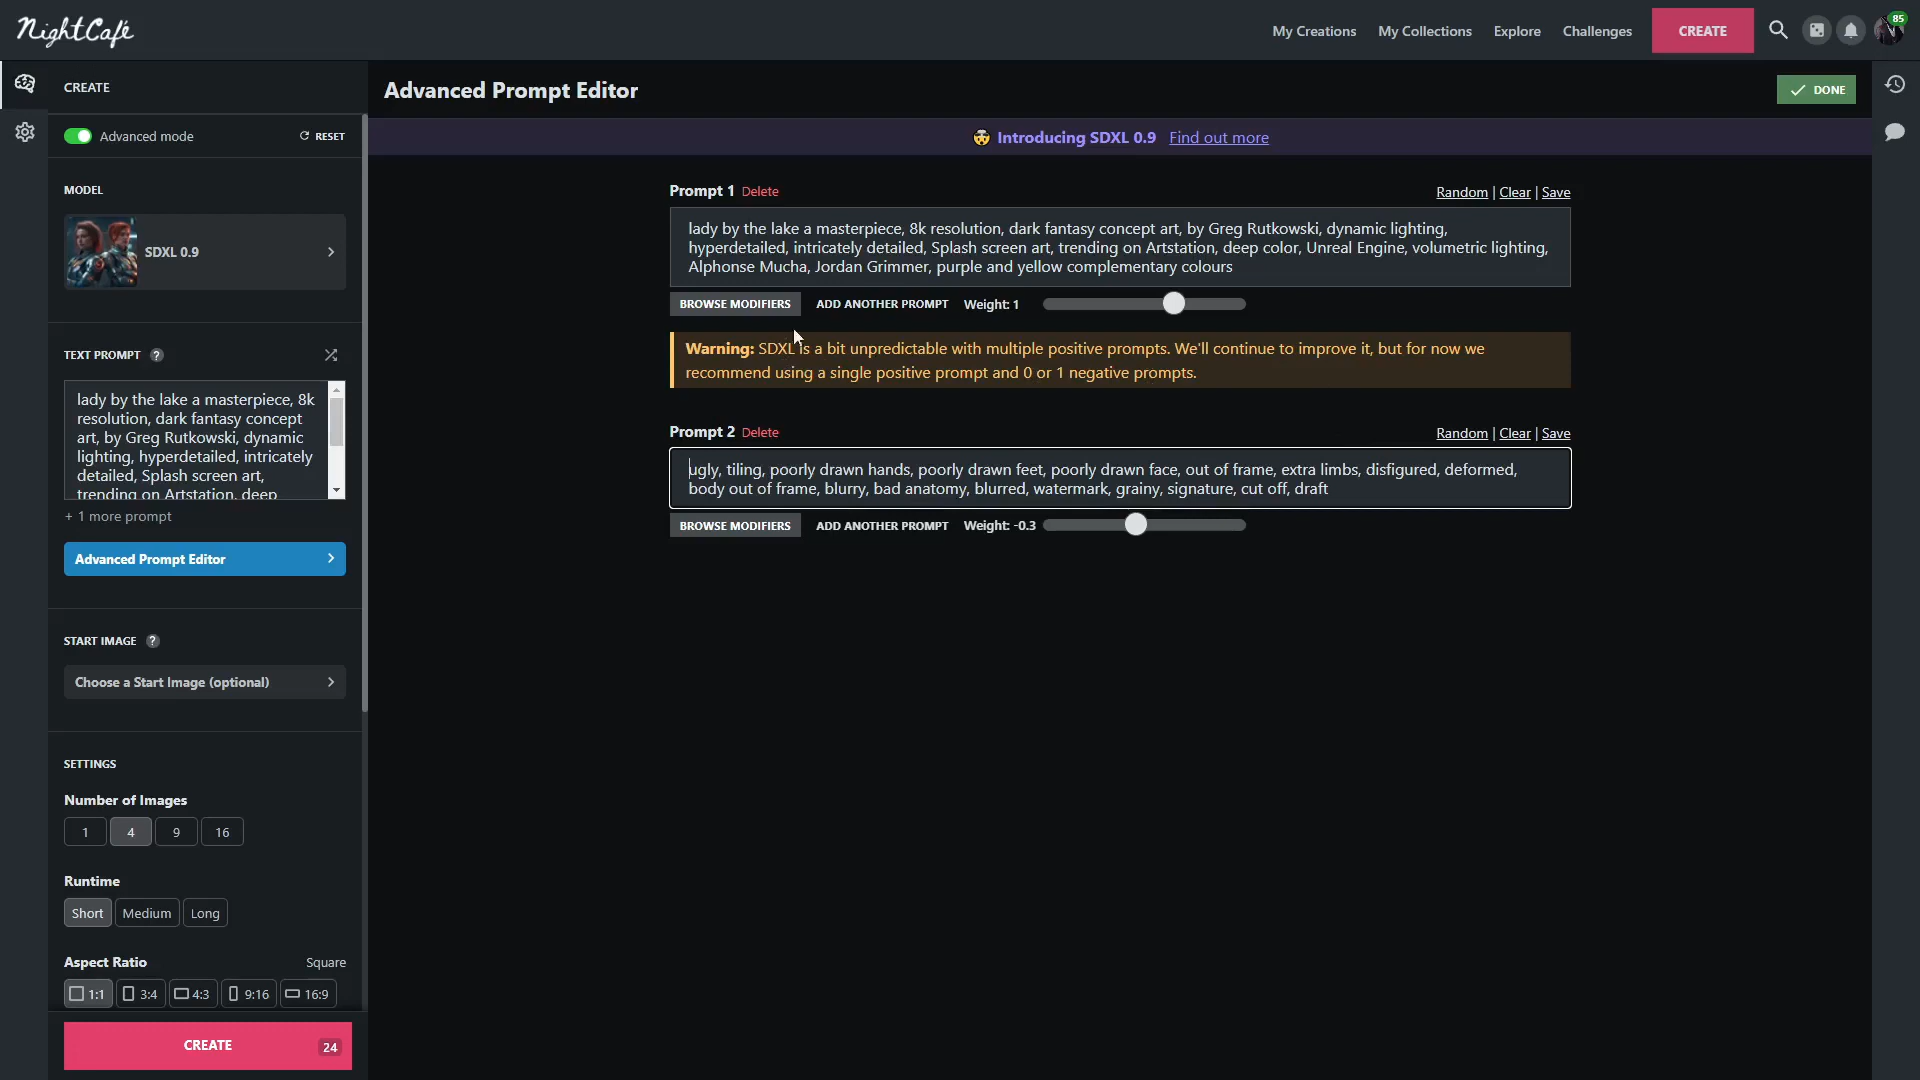 NightCafé
My Creations
My Collections
Explore
Challenges
CREATE
85
CREATE
Advanced mode
RESET
MODEL
SDXL 0.9
TEXT PROMPT ?
lady by the lake a masterpiece, 8k
resolution, dark fantasy concept
art, by Greg Rutkowski, dynamic
lighting, hyperdetailed, intricately
detailed, Splash screen art,
trending on Artstation, deep
+ 1 more prompt
Advanced Prompt Editor
START IMAGE ?
Choose a Start Image (optional)
SETTINGS
Number of Images
1 4 9 16
Runtime
Short Medium Long
Aspect Ratio Square
1:1 3:4 4:3 9:16 16:9
CREATE 24
Advanced Prompt Editor
DONE
Introducing SDXL 0.9 Find out more
Prompt 1 Delete
Random | Clear | Save
lady by the lake a masterpiece, 8k resolution, dark fantasy concept art, by Greg Rutkowski, dynamic lighting,
hyperdetailed, intricately detailed, Splash screen art, trending on Artstation, deep color, Unreal Engine, volumetric lighting,
Alphonse Mucha, Jordan Grimmer, purple and yellow complementary colours
BROWSE MODIFIERS ADD ANOTHER PROMPT Weight: 1
Warning: SDXL is a bit unpredictable with multiple positive prompts. We'll continue to improve it, but for now we
recommend using a single positive prompt and 0 or 1 negative prompts.
Prompt 2 Delete
Random | Clear | Save
ugly, tiling, poorly drawn hands, poorly drawn feet, poorly drawn face, out of frame, extra limbs, disfigured, deformed,
body out of frame, blurry, bad anatomy, blurred, watermark, grainy, signature, cut off, draft
BROWSE MODIFIERS ADD ANOTHER PROMPT Weight: -0.3